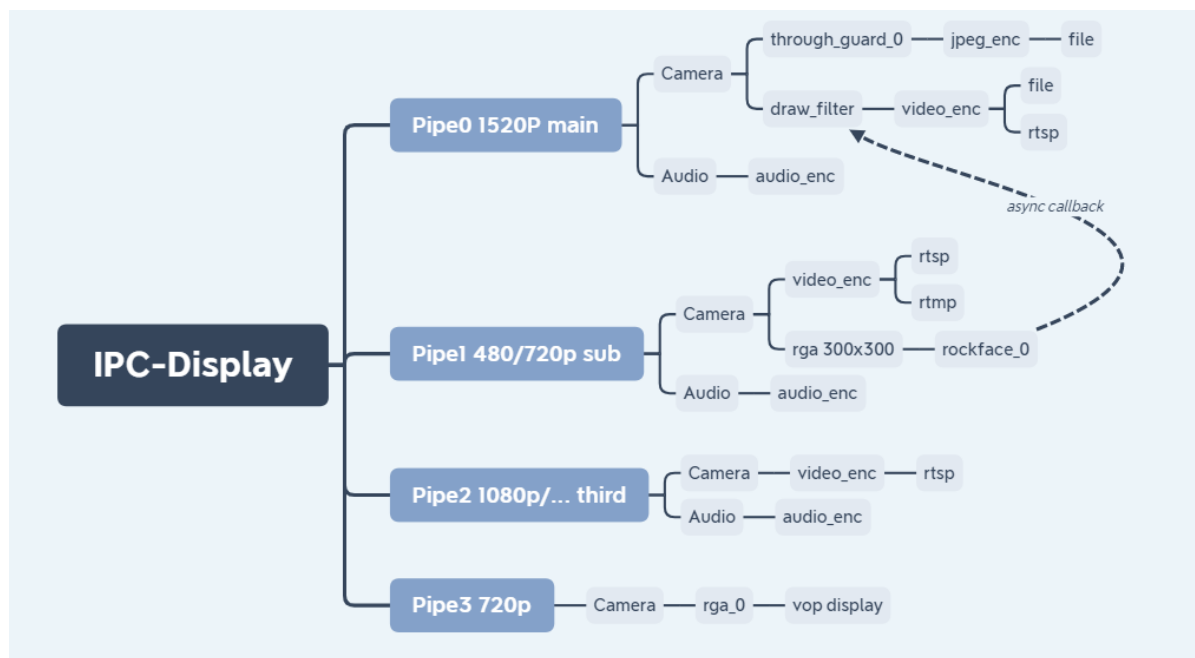 IPC-Display
Pipe0 1520P main
Camera
through_guard_0
jpeg_enc
file
draw_filter
video_enc
file
rtsp
Audio
audio_enc
async callback
Pipe1 480/720p sub
Camera
video_enc
rtsp
rtmp
rga 300x300
rockface_0
Audio
audio_enc
Pipe2 1080p/... third
Camera
video_enc
rtsp
Audio
audio_enc
Pipe3 720p
Camera
rga_0
vop display